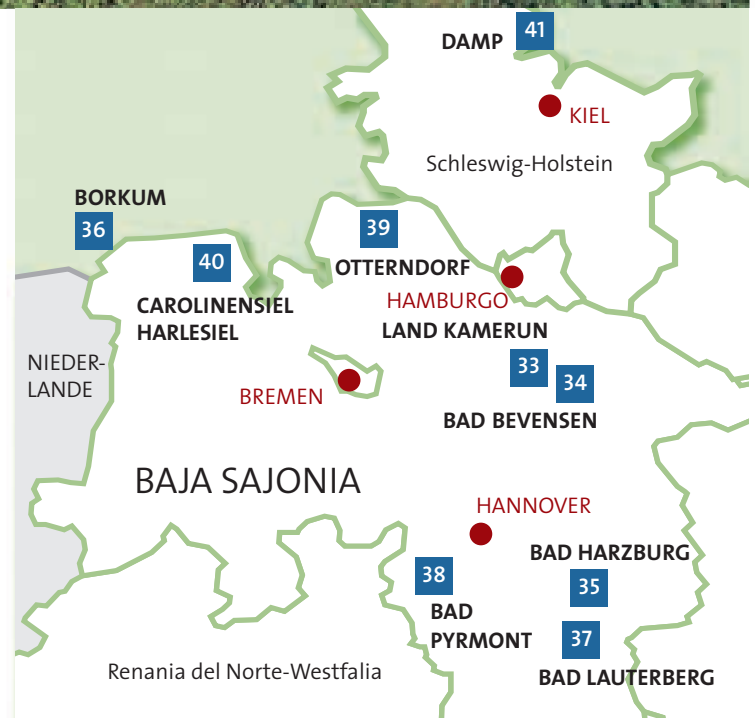 DAMP
41
KIEL
Schleswig-Holstein
BORKUM
36
39
40
OTTERNDORF
HAMBURGO
CAROLINENSIEL
HARLESIEL
LAND KAMERUN
NIEDER-
LANDE
33
34
BREMEN
BAD BEVENSEN
BAJA SAJONIA
HANNOVER
BAD HARZBURG
38
35
BAD
PYRMONT
37
Renania del Norte-Westfalia
BAD LAUTERBERG